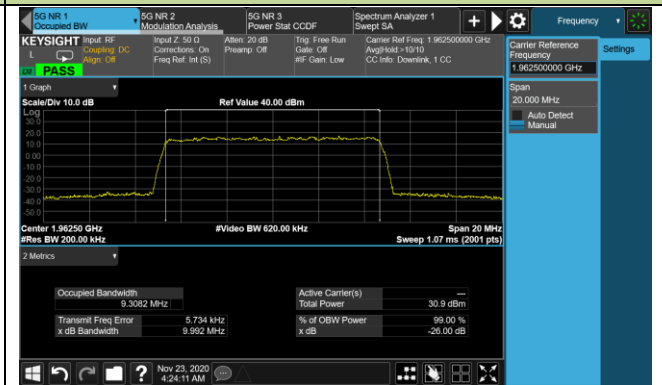 5G NR 1
Occupied BW
5G NR 2
Modulation Analysis
5G NR 3
Power Stat CCDF
Spectrum Analyzer 1
Swept SA
Frequency
KEYSIGHT
L
Input: RF
Coupling: DC
Align: Off
Input Z: 50 Ω
Corrections: On
Freq Ref: Int (S)
Atten: 20 dB
Preamp: Off
Trig: Free Run
Gate: Off
#IF Gain: Low
Carrier Ref Freq: 1.962500000 GHz
Avg|Hold:>10/10
CC Info: Downlink, 1 CC
PASS
Carrier Reference
Frequency
1.962500000 GHz
Settings
Span
20.000 MHz
Auto Detect
Manual
1 Graph
Scale/Div 10.0 dB
Ref Value 40.00 dBm
Log
30.0
20.0
10.0
0.00
-10.0
-20.0
-30.0
-40.0
-50.0
Center 1.96250 GHz
#Video BW 620.00 kHz
Span 20 MHz
#Res BW 200.00 kHz
Sweep 1.07 ms (2001 pts)
2 Metrics
Occupied Bandwidth
9.3082 MHz
Active Carrier(s)
---
Total Power
30.9 dBm
Transmit Freq Error
5.734 kHz
% of OBW Power
99.00 %
x dB Bandwidth
9.992 MHz
x dB
-26.00 dB
?
Nov 23, 2020
4:24:11 AM